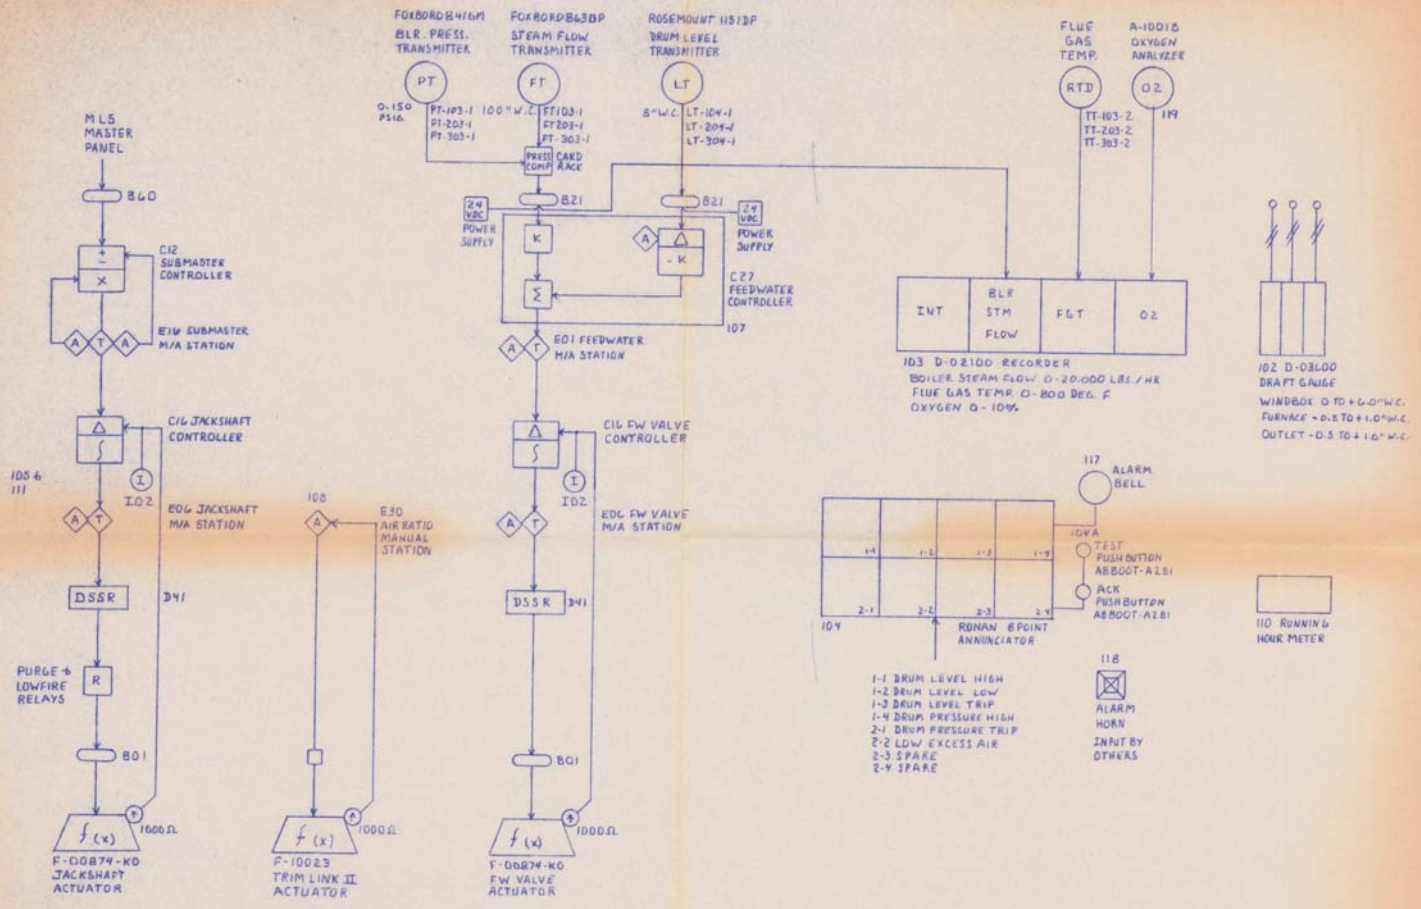 FOXBORO 841GM
BLR. PRESS.
TRANSMITTER
PT
0-150
PSIG
PT-103-1
PT-203-1
PT-303-1
FOXBORO 863DP
STEAM FLOW
TRANSMITTER
FT
100" W.C.
FT103-1
FT203-1
FT-303-1
PRESS
COMP
CARD
RACK
ROSEMOUNT 1151DP
DRUM LEVEL
TRANSMITTER
LT
8" W.C.
LT-104-1
LT-204-1
LT-304-1
FLUE
GAS
TEMP.
RTD
TT-103-2
TT-203-2
TT-303-2
A-10018
OXYGEN
ANALYZER
O2
119
MLS
MASTER
PANEL
B60
+
-
X
C12
SUBMASTER
CONTROLLER
A T A
E16 SUBMASTER
M/A STATION
Δ
∫
C16 JACKSHAFT
CONTROLLER
I
I02
105 &
111
A T
E06 JACKSHAFT
M/A STATION
DSSR
D41
PURGE &
LOWFIRE
RELAYS
R
B01
f(x)
1000Ω
F-00874-K0
JACKSHAFT
ACTUATOR
108
A
E30
AIR RATIO
MANUAL
STATION
f(x)
1000Ω
F-10023
TRIM LINK II
ACTUATOR
B21
24
VDC
POWER
SUPPLY
K
Σ
B21
24
VDC
POWER
SUPPLY
A
Δ
-K
C27
FEEDWATER
CONTROLLER
107
A T
E01 FEEDWATER
M/A STATION
Δ
∫
C16 FW VALVE
CONTROLLER
I
I02
A T
E06 FW VALVE
M/A STATION
DSSR
D41
B01
f(x)
1000Ω
F-00874-K0
FW VALVE
ACTUATOR
INT
BLR
STM
FLOW
FGT
O2
103 D-02100 RECORDER
BOILER STEAM FLOW 0-20,000 LBS./HR
FLUE GAS TEMP. 0-800 DEG. F
OXYGEN 0-10%
102 D-03600
DRAFT GAUGE
WINDBOX 0 TO +6.0" W.C.
FURNACE -0.5 TO +1.0" W.C.
OUTLET -0.5 TO +1.0" W.C.
1-1
1-2
1-3
1-4
2-1
2-2
2-3
2-4
104
RONAN 8 POINT
ANNUNCIATOR
117
ALARM
BELL
104A
TEST
PUSH BUTTON
A8800T-A2B1
ACK
PUSH BUTTON
A8800T-A2B1
1-1 DRUM LEVEL HIGH
1-2 DRUM LEVEL LOW
1-3 DRUM LEVEL TRIP
1-4 DRUM PRESSURE HIGH
2-1 DRUM PRESSURE TRIP
2-2 LOW EXCESS AIR
2-3 SPARE
2-4 SPARE
118
ALARM
HORN
INPUT BY
OTHERS
110 RUNNING
HOUR METER